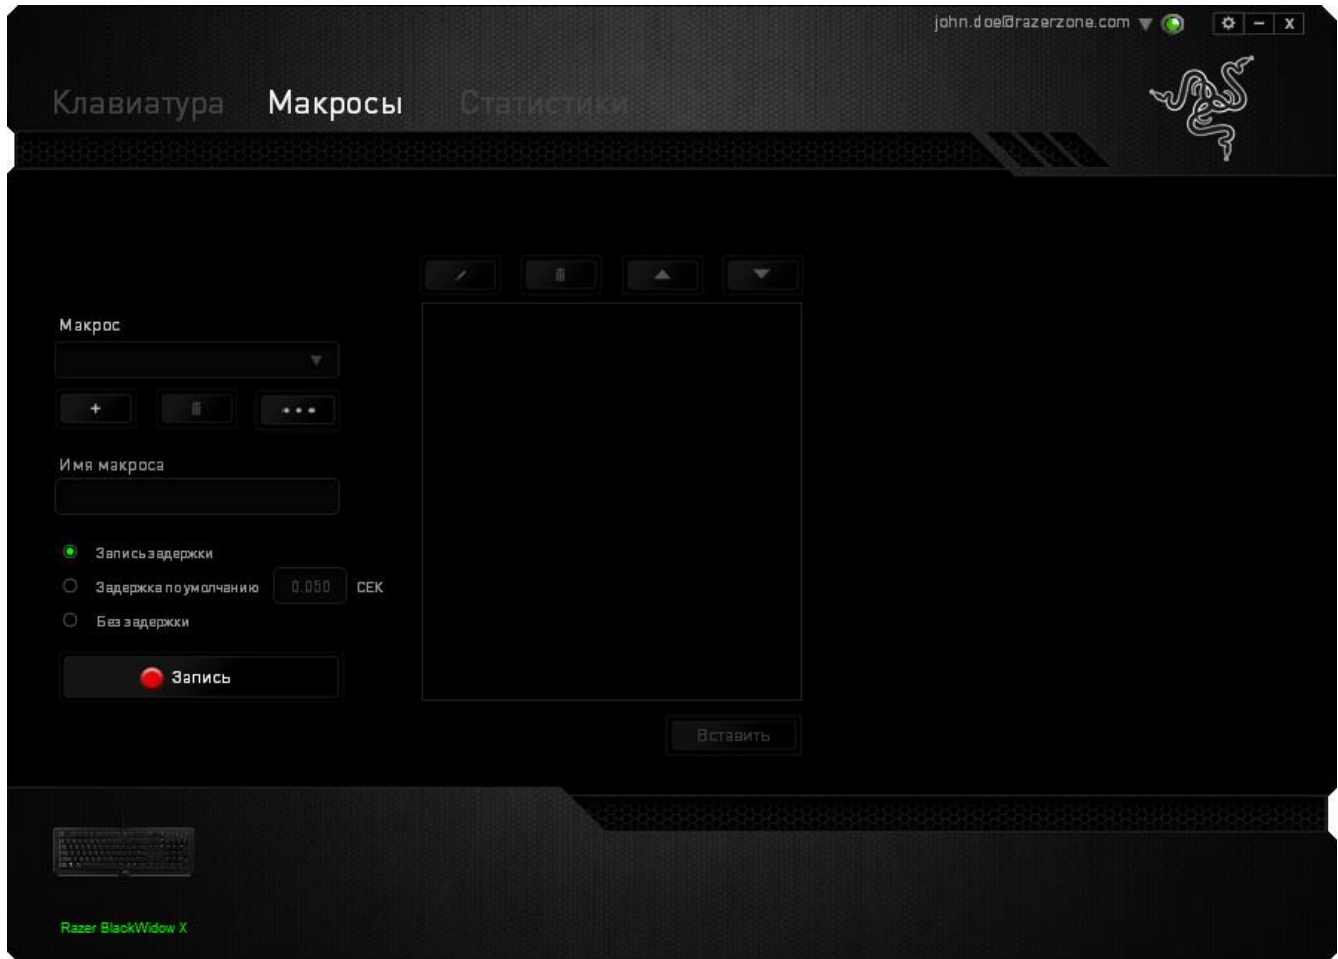 john.doe@razerzone.com
Клавиатура Макросы Статистики
Макрос
Имя макроса
Запись задержки
Задержка по умолчанию 0.050 СЕК
Без задержки
Запись
Вставить
Razer BlackWidow X